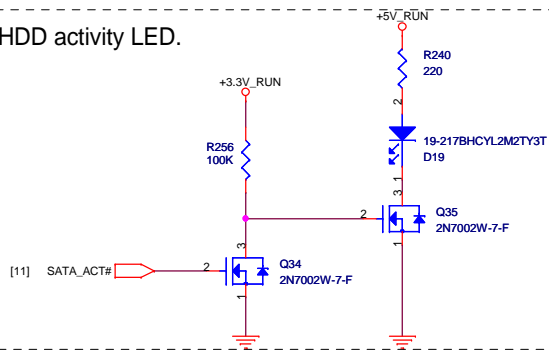 HDD activity LED.
+5V_RUN
R240
220
2
+3.3V_RUN
19-217BHCYL2M2TY3T
D19
R256
100K
1
3
2
Q35
2N7002W-7-F
1
3
[11] SATA_ACT#
2
Q34
2N7002W-7-F
1